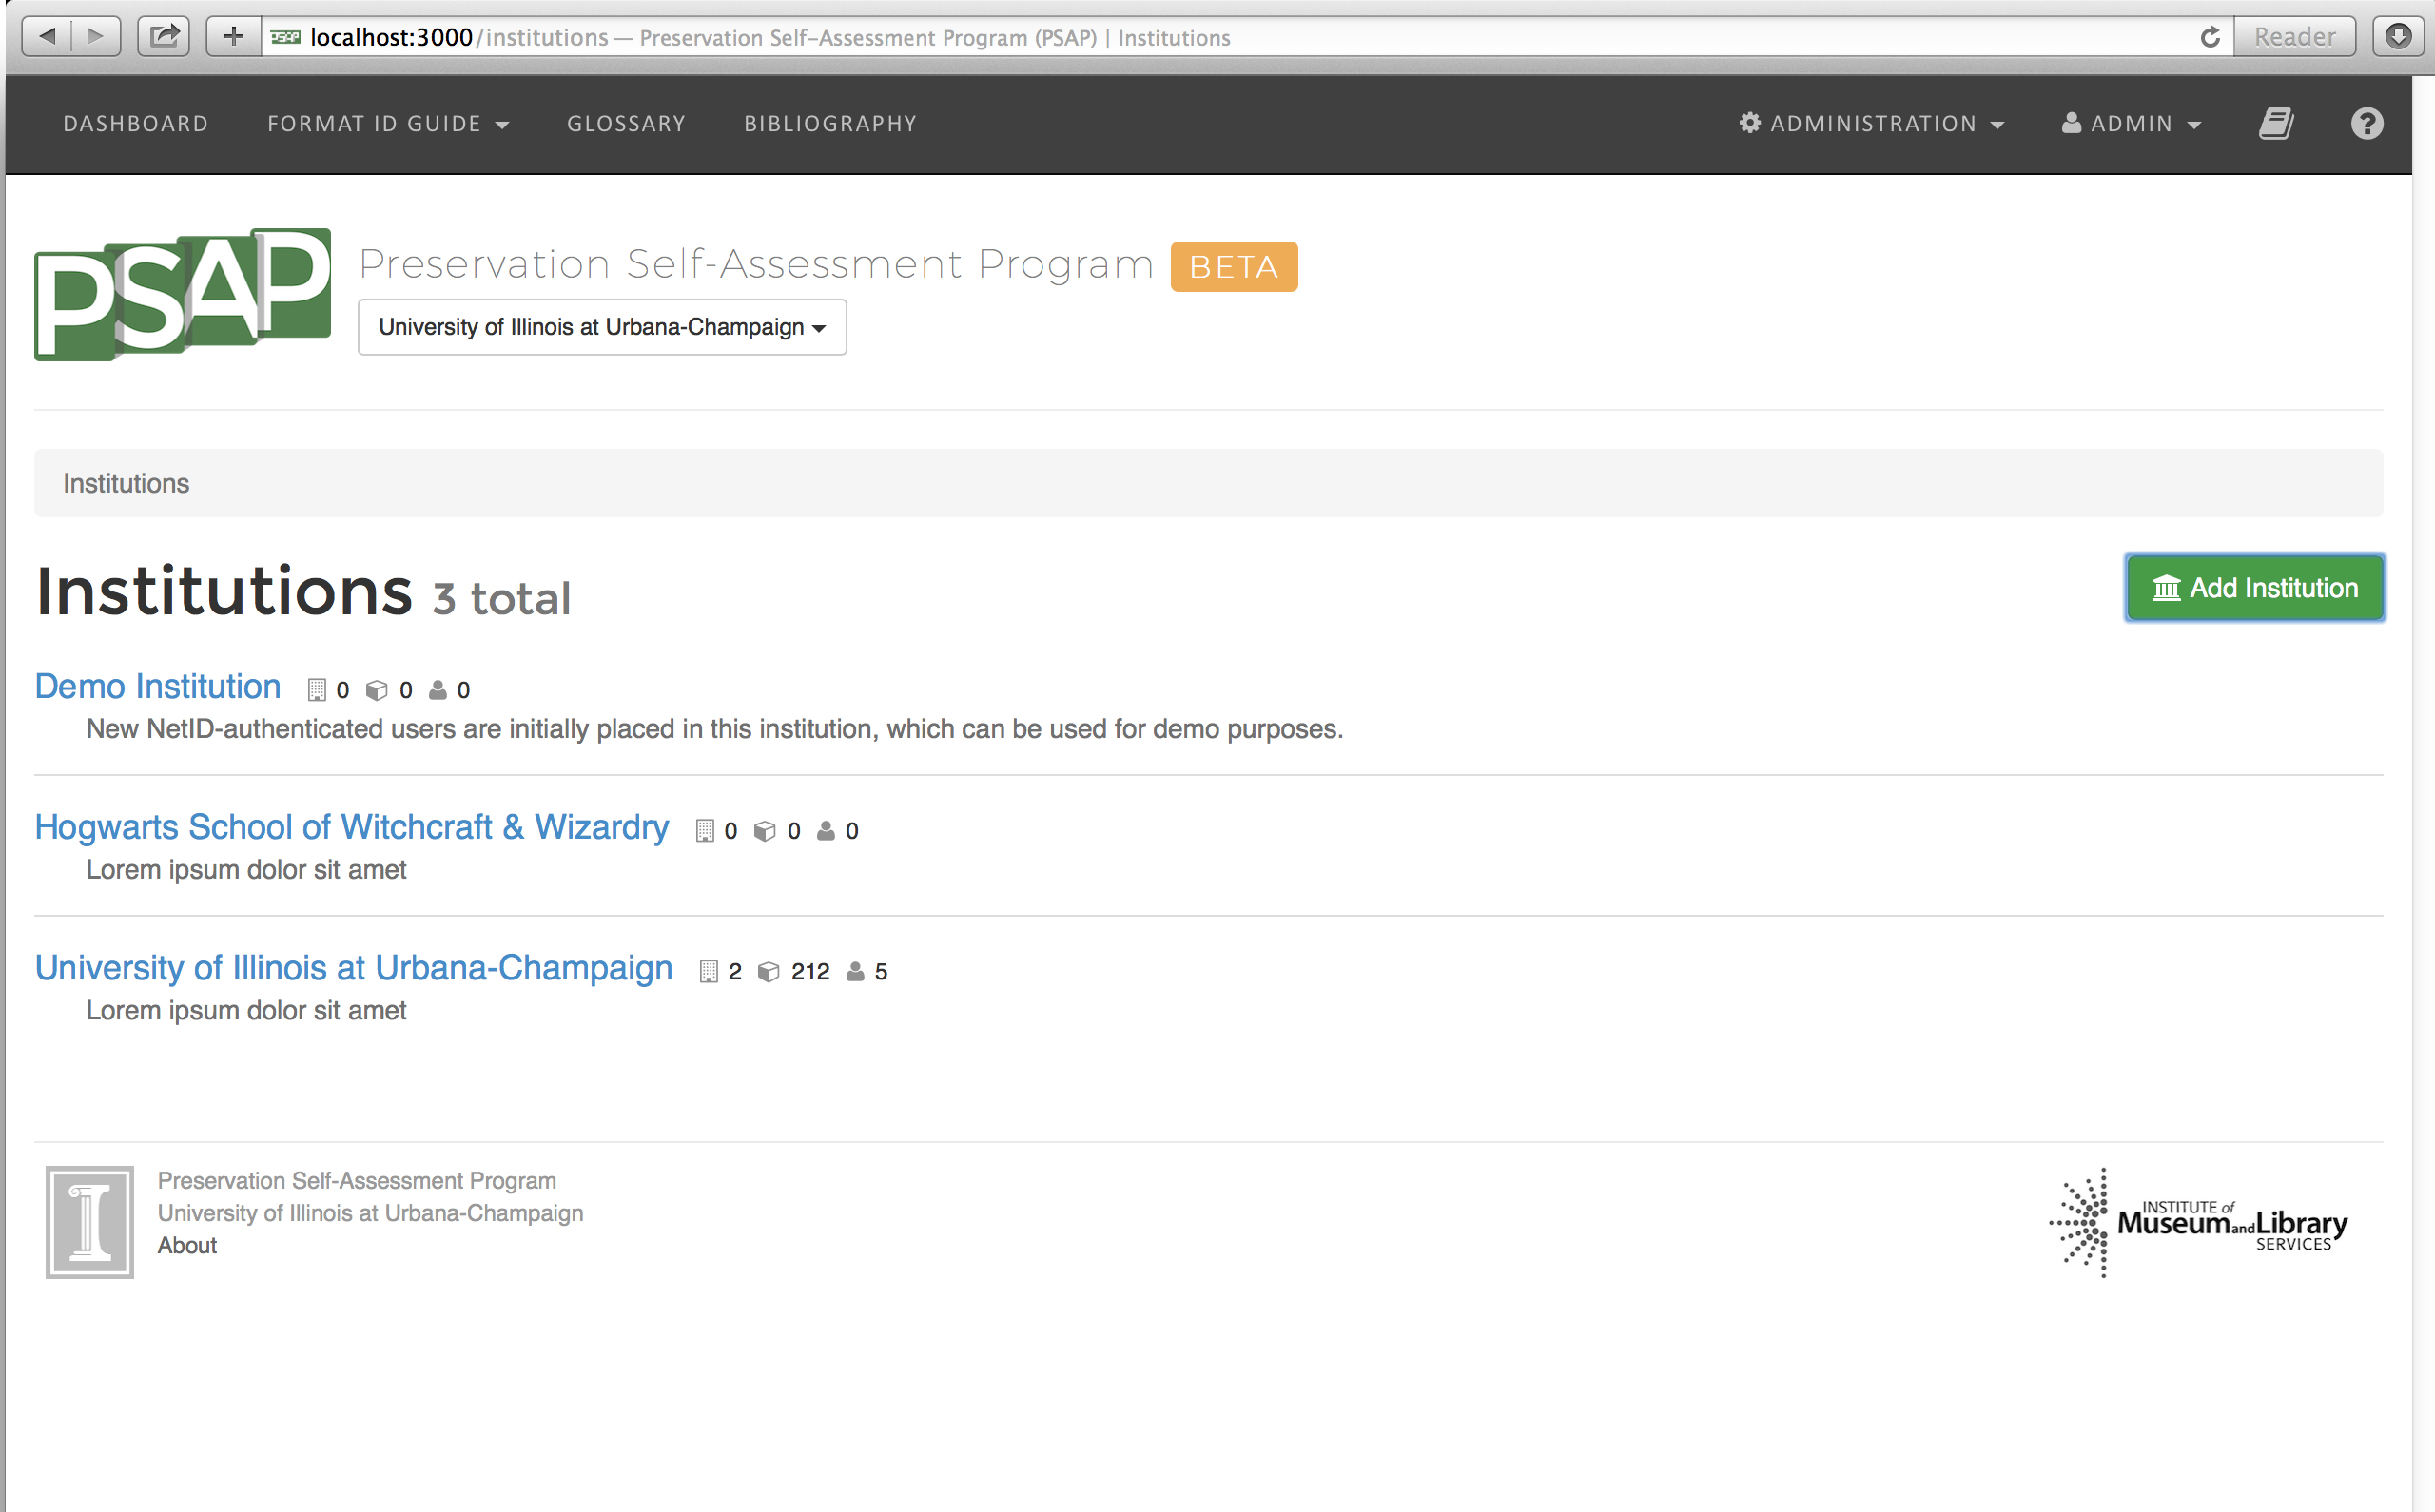 localhost:3000/institutions — Preservation Self-Assessment Program (PSAP) | Institutions
Reader
DASHBOARD
FORMAT ID GUIDE
GLOSSARY
BIBLIOGRAPHY
ADMINISTRATION
ADMIN
PSAP
Preservation Self-Assessment Program BETA
University of Illinois at Urbana-Champaign
Institutions
Institutions 3 total
Add Institution
Demo Institution 0 0 0
New NetID-authenticated users are initially placed in this institution, which can be used for demo purposes.
Hogwarts School of Witchcraft & Wizardry 0 0 0
Lorem ipsum dolor sit amet
University of Illinois at Urbana-Champaign 2 212 5
Lorem ipsum dolor sit amet
Preservation Self-Assessment Program
University of Illinois at Urbana-Champaign
About
INSTITUTE of
Museum and Library
SERVICES